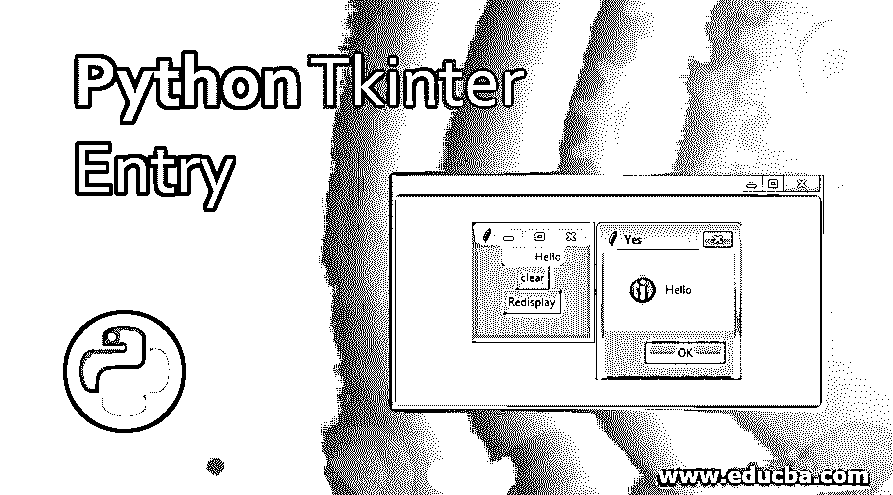 Python Tkinter
Entry
Hello
clear
Redisplay
Yes
Hello
OK
www.educba.com